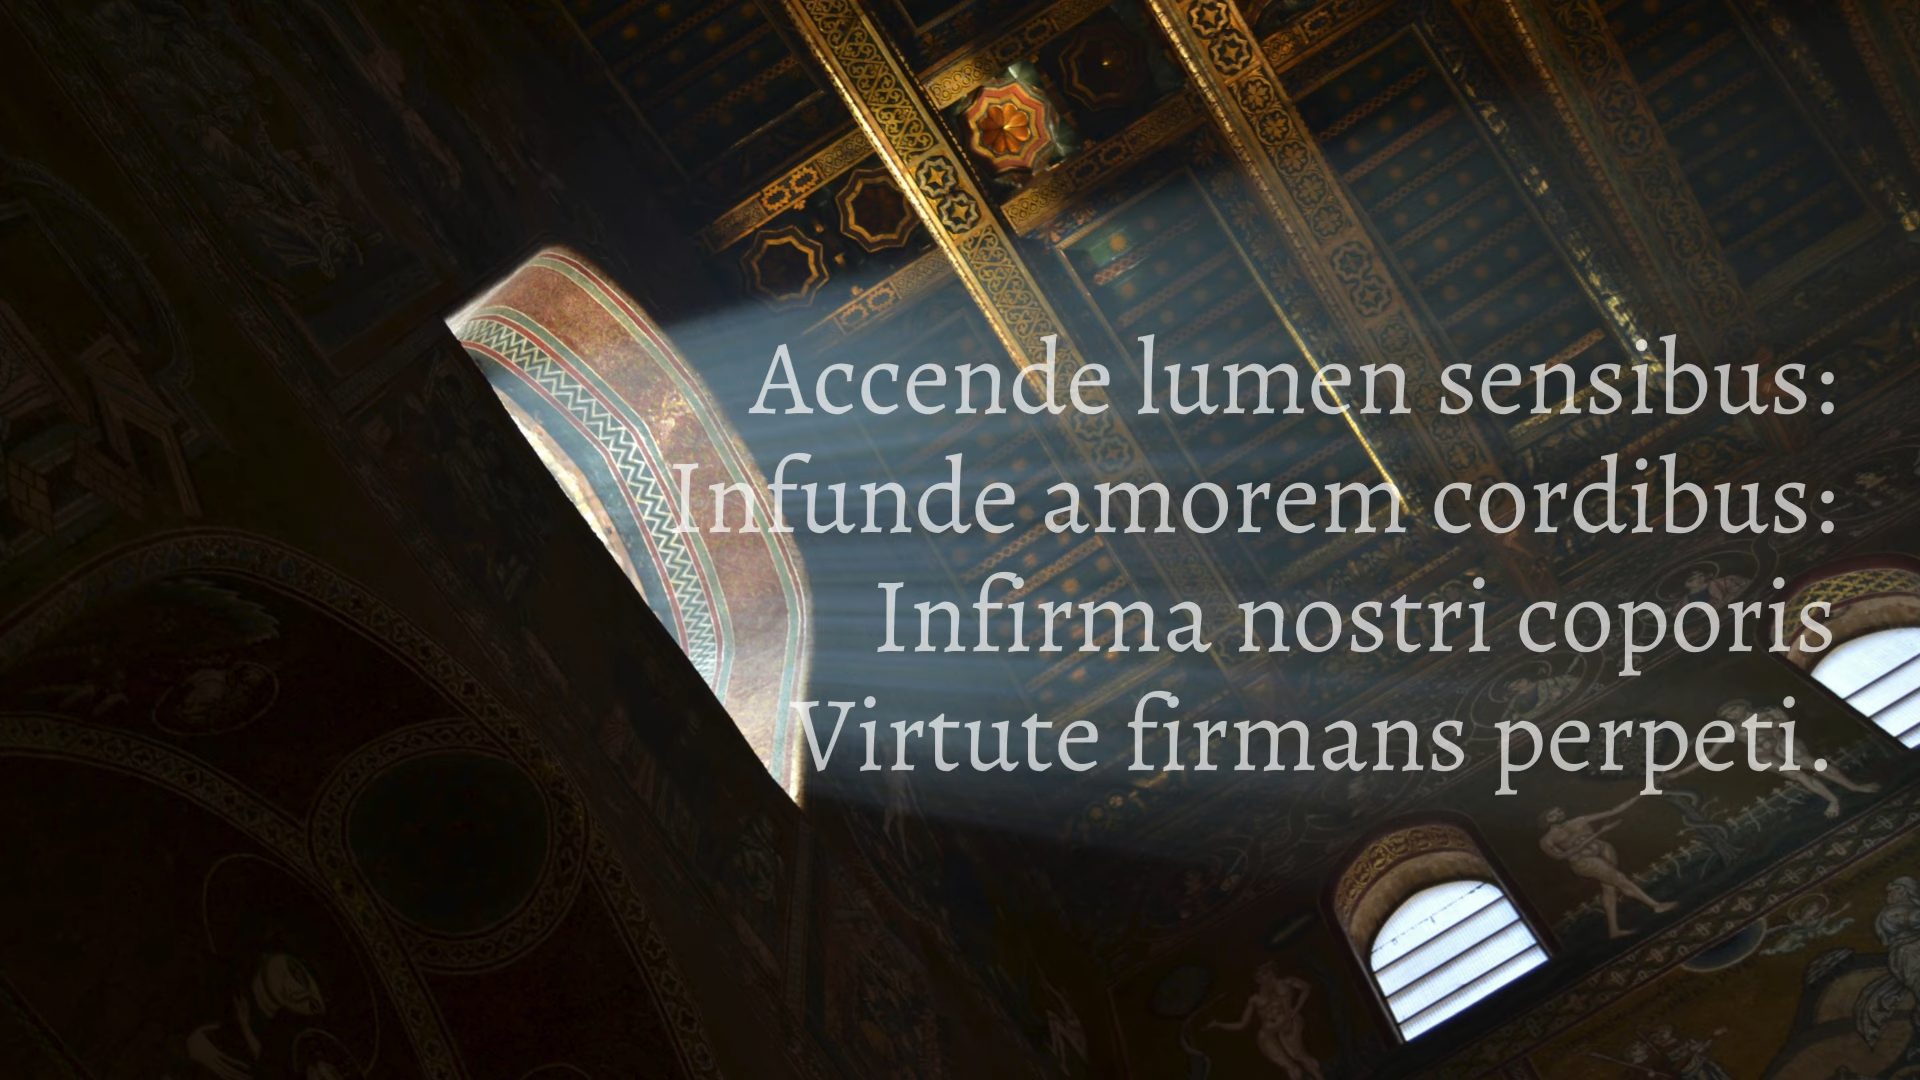 Accende lumen sensibus:
Infunde amorem cordibus:
Infirma nostri coporis
Virtute firmans perpeti.